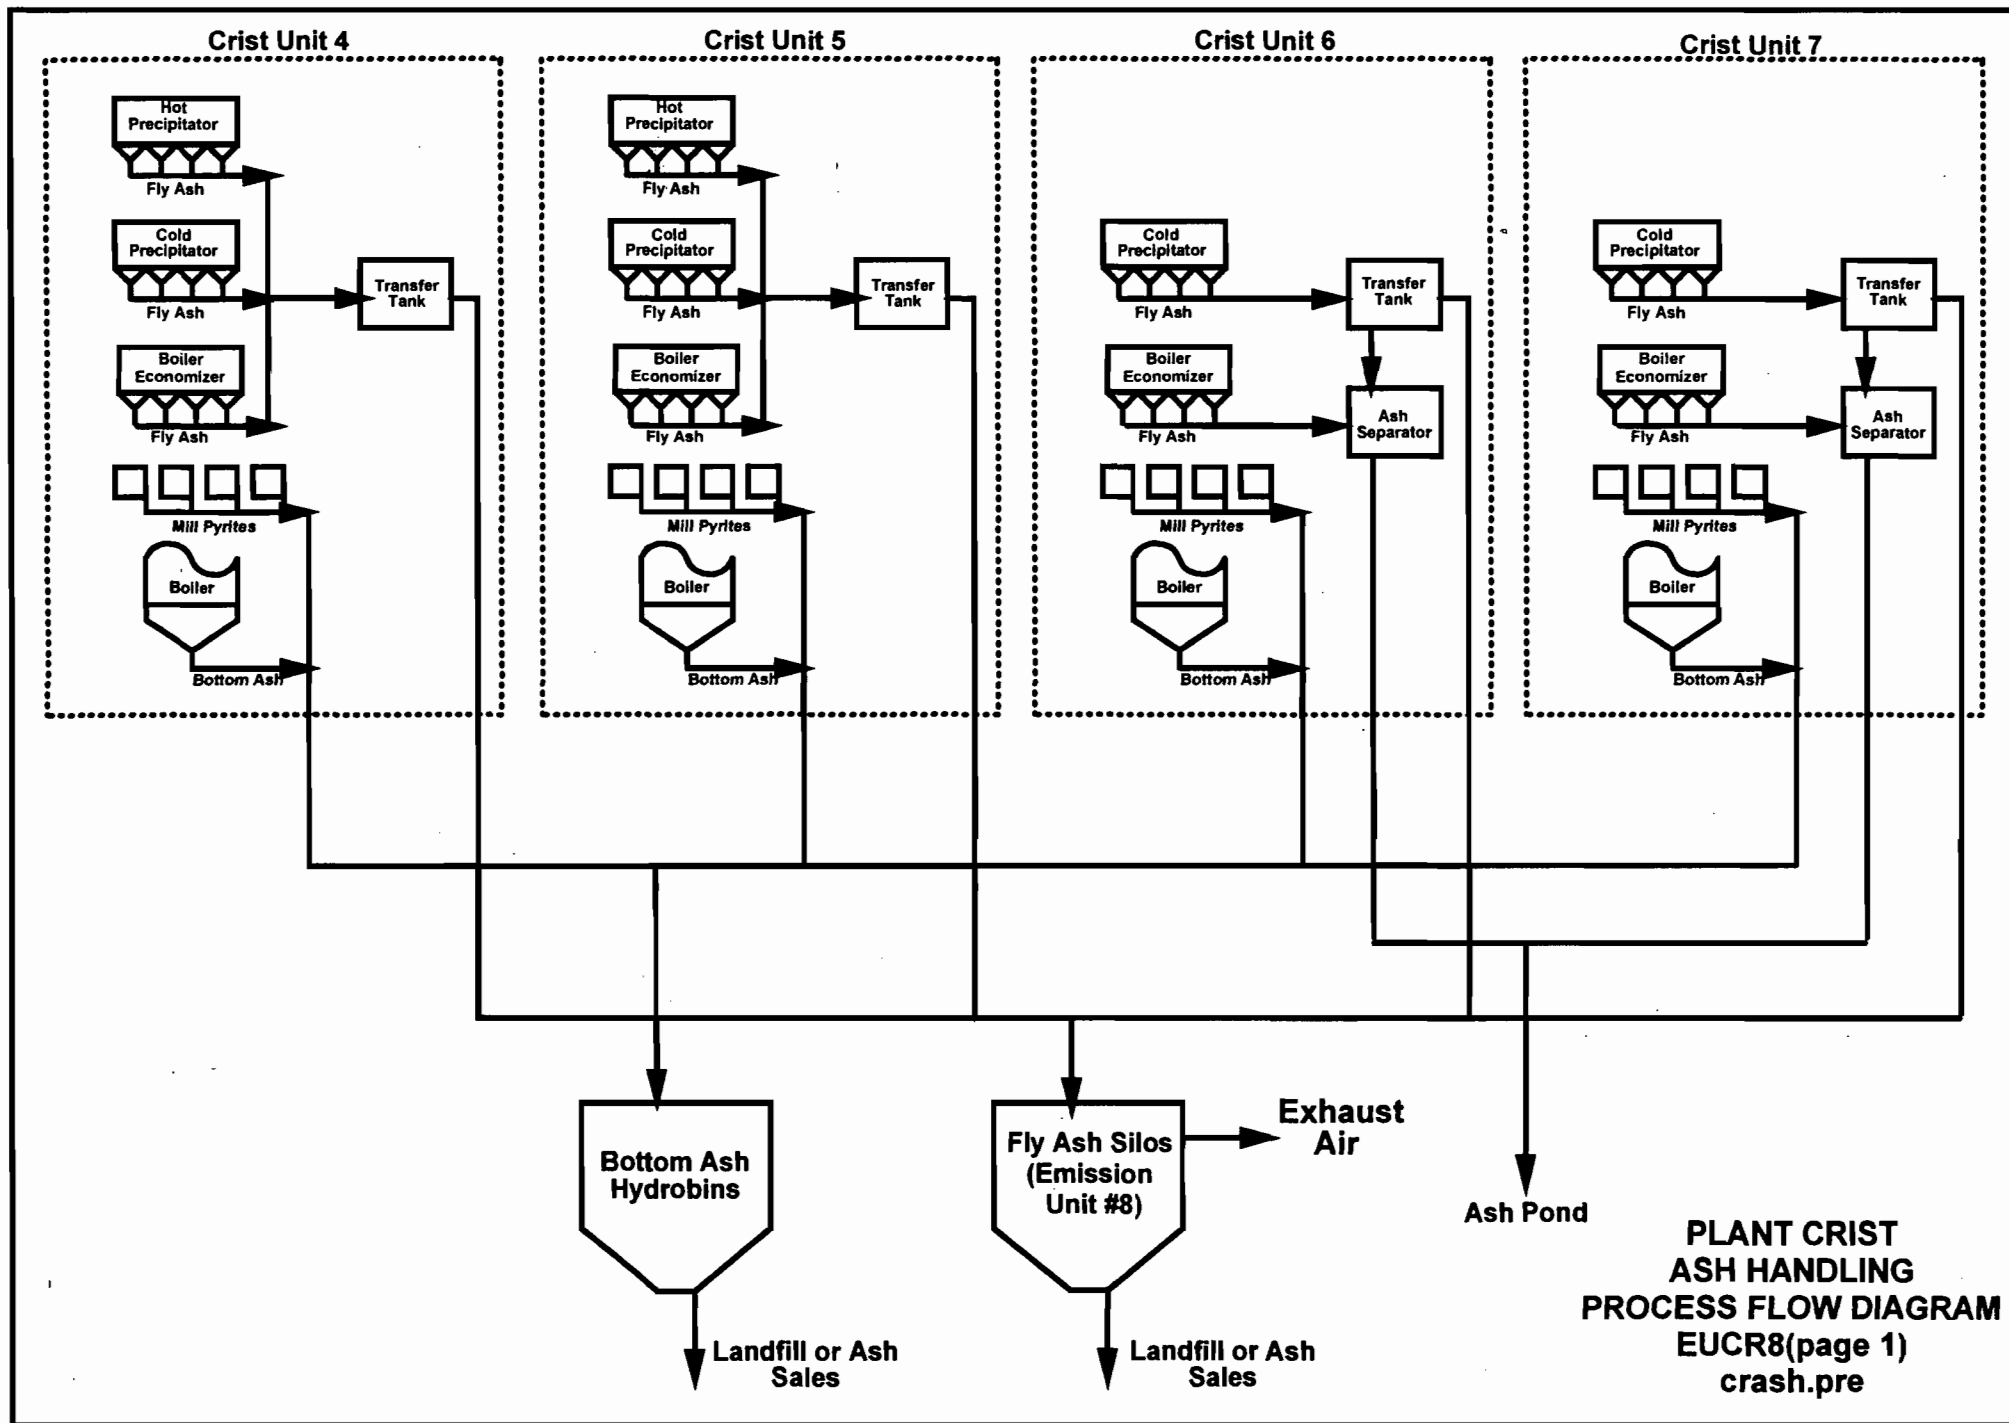 Crist Unit 4
Hot
Precipitator
Fly Ash
Cold
Precipitator
Fly Ash
Transfer
Tank
Boiler
Economizer
Fly Ash
Mill Pyrites
Boiler
Bottom Ash
Crist Unit 5
Hot
Precipitator
Fly Ash
Cold
Precipitator
Fly Ash
Transfer
Tank
Boiler
Economizer
Fly Ash
Mill Pyrites
Boiler
Bottom Ash
Crist Unit 6
Cold
Precipitator
Fly Ash
Transfer
Tank
Boiler
Economizer
Fly Ash
Ash
Separator
Mill Pyrites
Boiler
Bottom Ash
Crist Unit 7
Cold
Precipitator
Fly Ash
Transfer
Tank
Boiler
Economizer
Fly Ash
Ash
Separator
Mill Pyrites
Boiler
Bottom Ash
Bottom Ash
Hydrobins
Landfill or Ash
Sales
Fly Ash Silos
(Emission
Unit #8)
Exhaust
Air
Landfill or Ash
Sales
Ash Pond
PLANT CRIST
ASH HANDLING
PROCESS FLOW DIAGRAM
EUCR8(page 1)
crash.pre